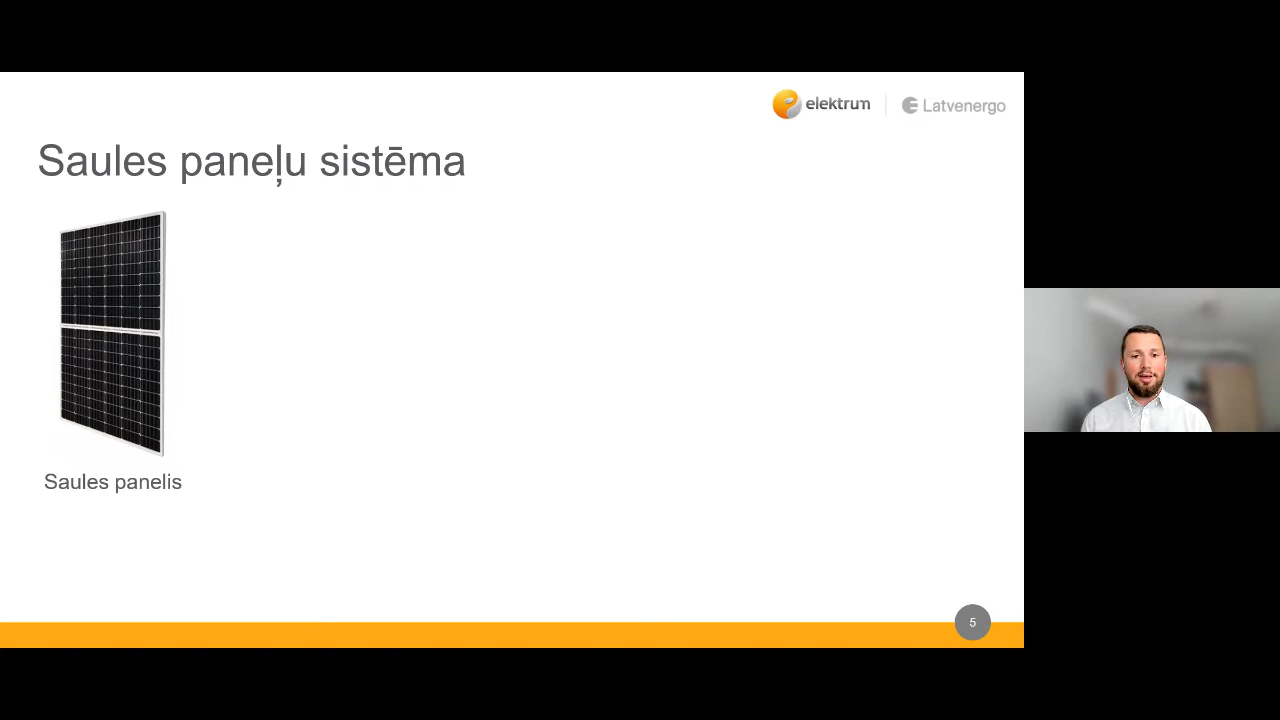 elektrum
Latvenergo
Saules paneļu sistēma
Saules panelis
5